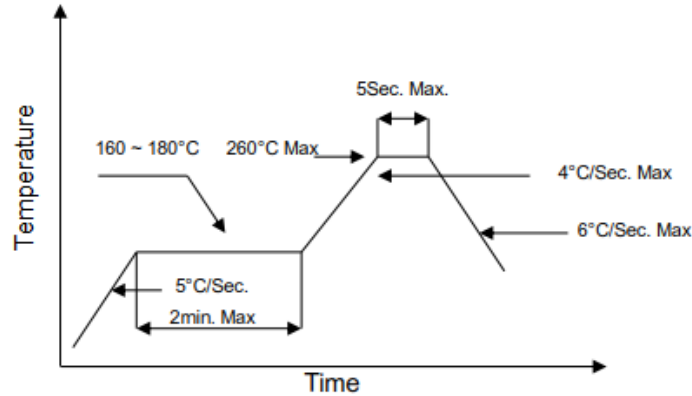 5Sec. Max.
160 ~ 180°C
260°C Max
4°C/Sec. Max
6°C/Sec. Max
5°C/Sec.
2min. Max
Temperature
Time